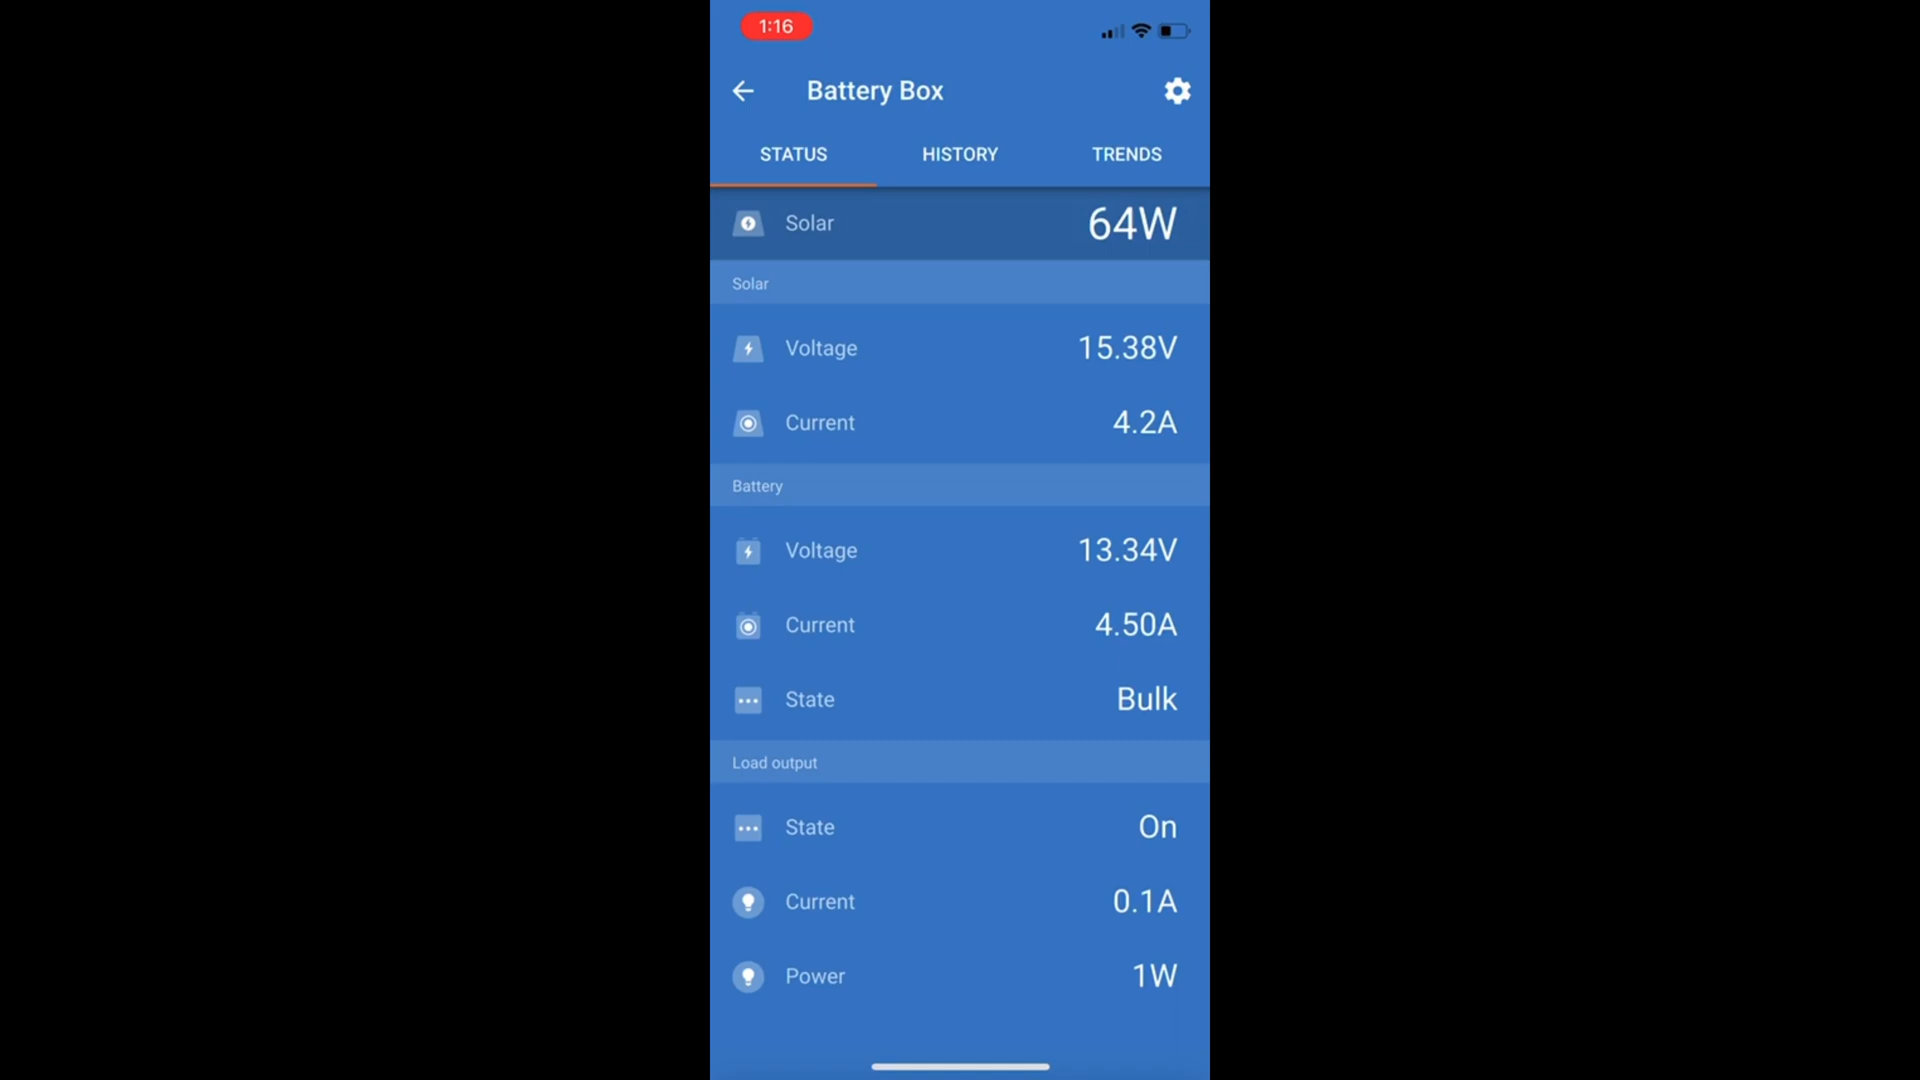 1:16
Battery Box
STATUS HISTORY TRENDS
Solar 64W
Solar
Voltage 15.38V
Current 4.2A
Battery
Voltage 13.34V
Current 4.50A
State Bulk
Load output
State On
Current 0.1A
Power 1W